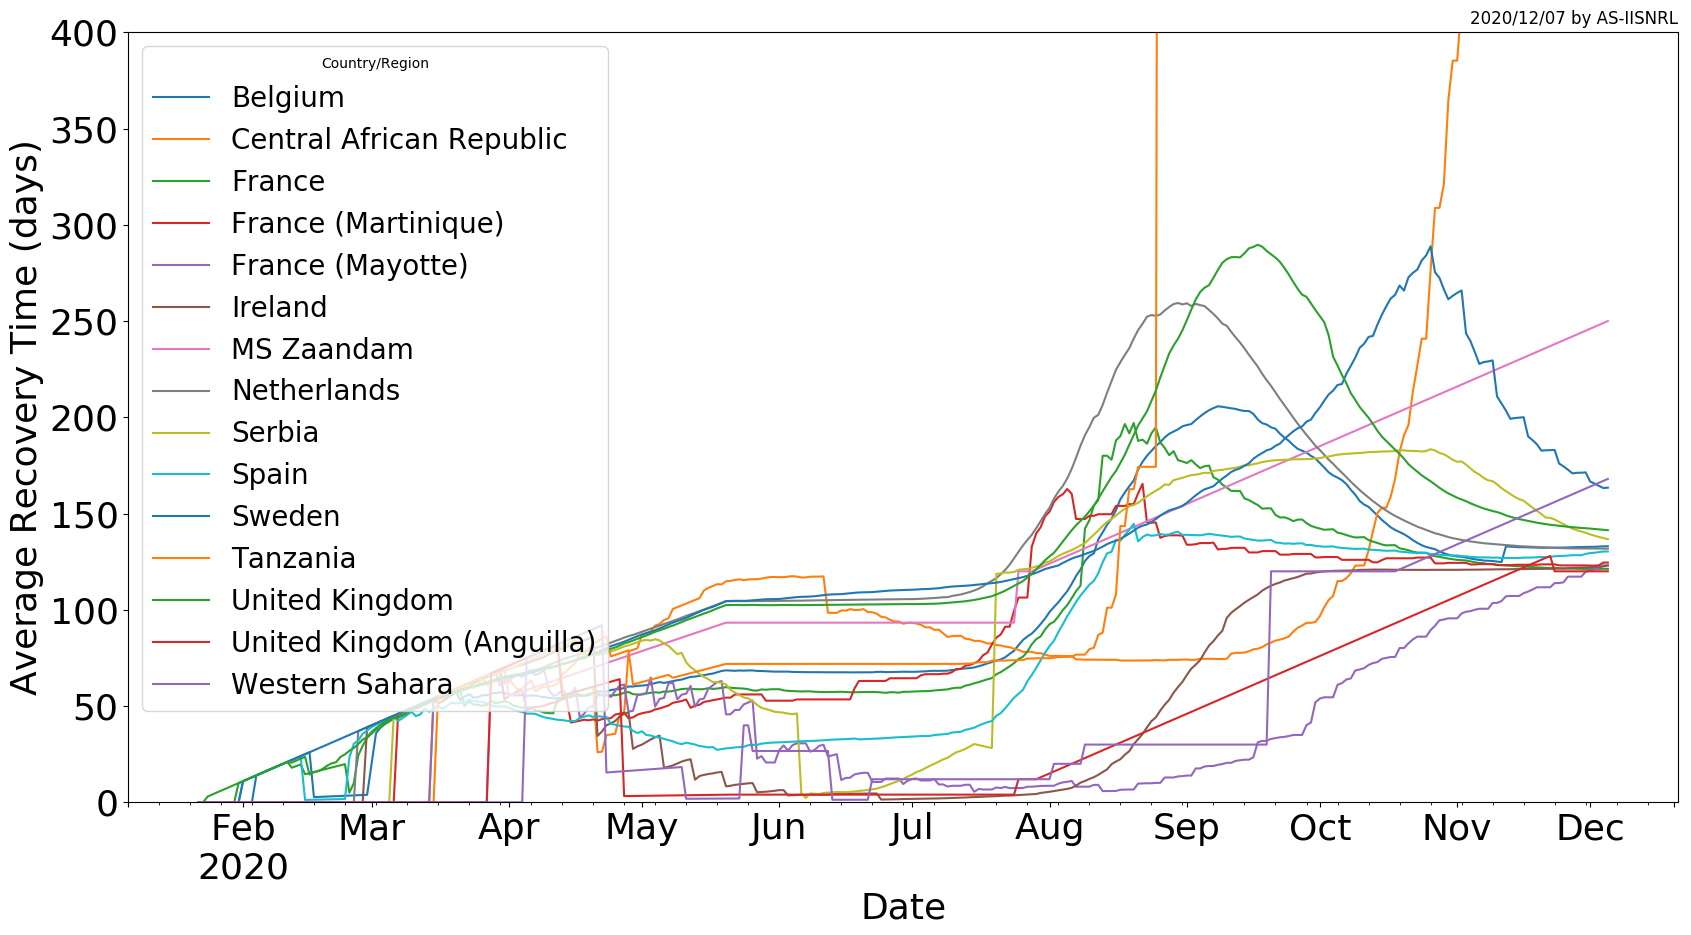 2020/12/07 by AS-IISNRL
400
350
300
250
200
150
100
50
0
Average Recovery Time (days)
Country/Region
Belgium
Central African Republic
France
France (Martinique)
France (Mayotte)
Ireland
MS Zaandam
Netherlands
Serbia
Spain
Sweden
Tanzania
United Kingdom
United Kingdom (Anguilla)
Western Sahara
Feb Mar Apr May Jun Jul Aug Sep Oct Nov Dec
2020
Date